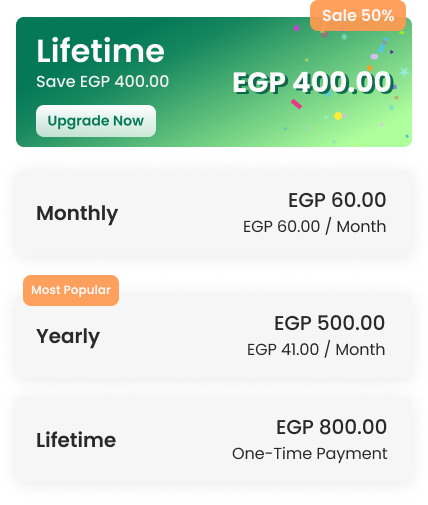 Sale 50%
Lifetime
Save EGP 400.00
EGP 400.00
Upgrade Now
Monthly
EGP 60.00
EGP 60.00 / Month
Most Popular
Yearly
EGP 500.00
EGP 41.00 / Month
Lifetime
EGP 800.00
One-Time Payment